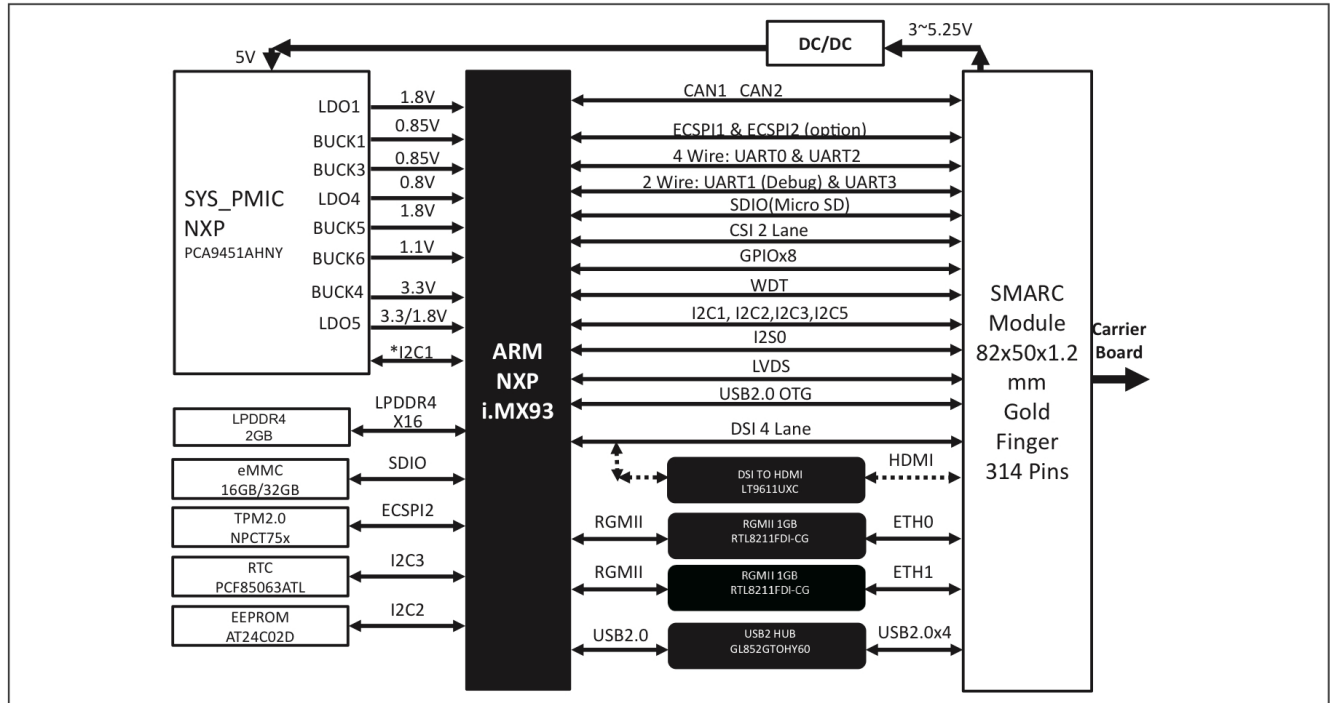 DC/DC
3~5.25V
5V
SYS_PMIC
NXP
PCA9451AHNY
LDO1
1.8V
BUCK1
0.85V
BUCK3
0.85V
LDO4
0.8V
BUCK5
1.8V
BUCK6
1.1V
BUCK4
3.3V
LDO5
3.3/1.8V
*I2C1
LPDDR4
2GB
LPDDR4
X16
eMMC
16GB/32GB
SDIO
TPM2.0
NPCT75x
ECSPI2
RTC
PCF85063ATL
I2C3
EEPROM
AT24C02D
I2C2
ARM
NXP
i.MX93
CAN1 CAN2
ECSPI1 & ECSPI2 (option)
4 Wire: UART0 & UART2
2 Wire: UART1 (Debug) & UART3
SDIO(Micro SD)
CSI 2 Lane
GPIOx8
WDT
I2C1, I2C2,I2C3,I2C5
I2S0
LVDS
USB2.0 OTG
DSI 4 Lane
DSI TO HDMI
LT9611UXC
HDMI
RGMII
RGMII 1GB
RTL8211FDI-CG
ETH0
RGMII
RGMII 1GB
RTL8211FDI-CG
ETH1
USB2.0
USB2 HUB
GL852GTOHY60
USB2.0x4
SMARC
Module
82x50x1.2
mm
Gold
Finger
314 Pins
Carrier
Board